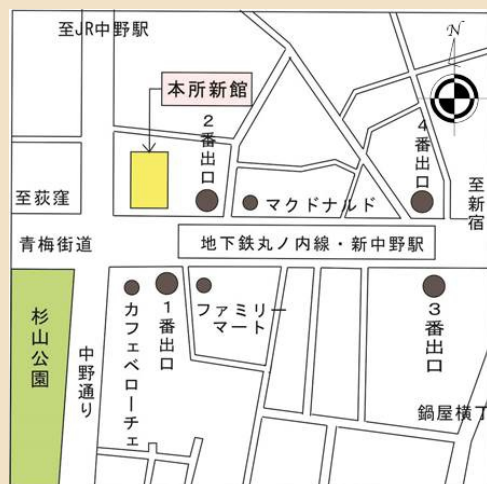 至JR中野駅
N
本所新館
2番出口
4番出口
至新宿
至荻窪
マクドナルド
青梅街道
地下鉄丸ノ内線・新中野駅
杉山公園
中野通り
カフェベローチェ
1番出口
ファミリー
マート
3番出口
鍋屋横丁